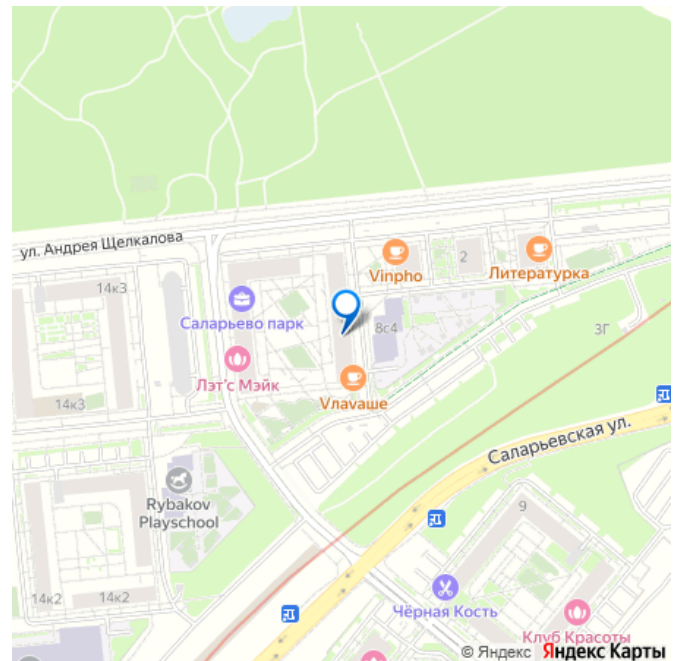 ул. Андрея Щелкалова
Vinpho
2
Литературка
14к3
Саларьево парк
8с4
3Г
Лэт'с Мэйк
Vлаvаше
14к3
Саларьевская ул.
Rybakov
Playschool
9
14к2
14к2
Чёрная Кость
Клуб Красоты
© Яндекс Яндекс Карты